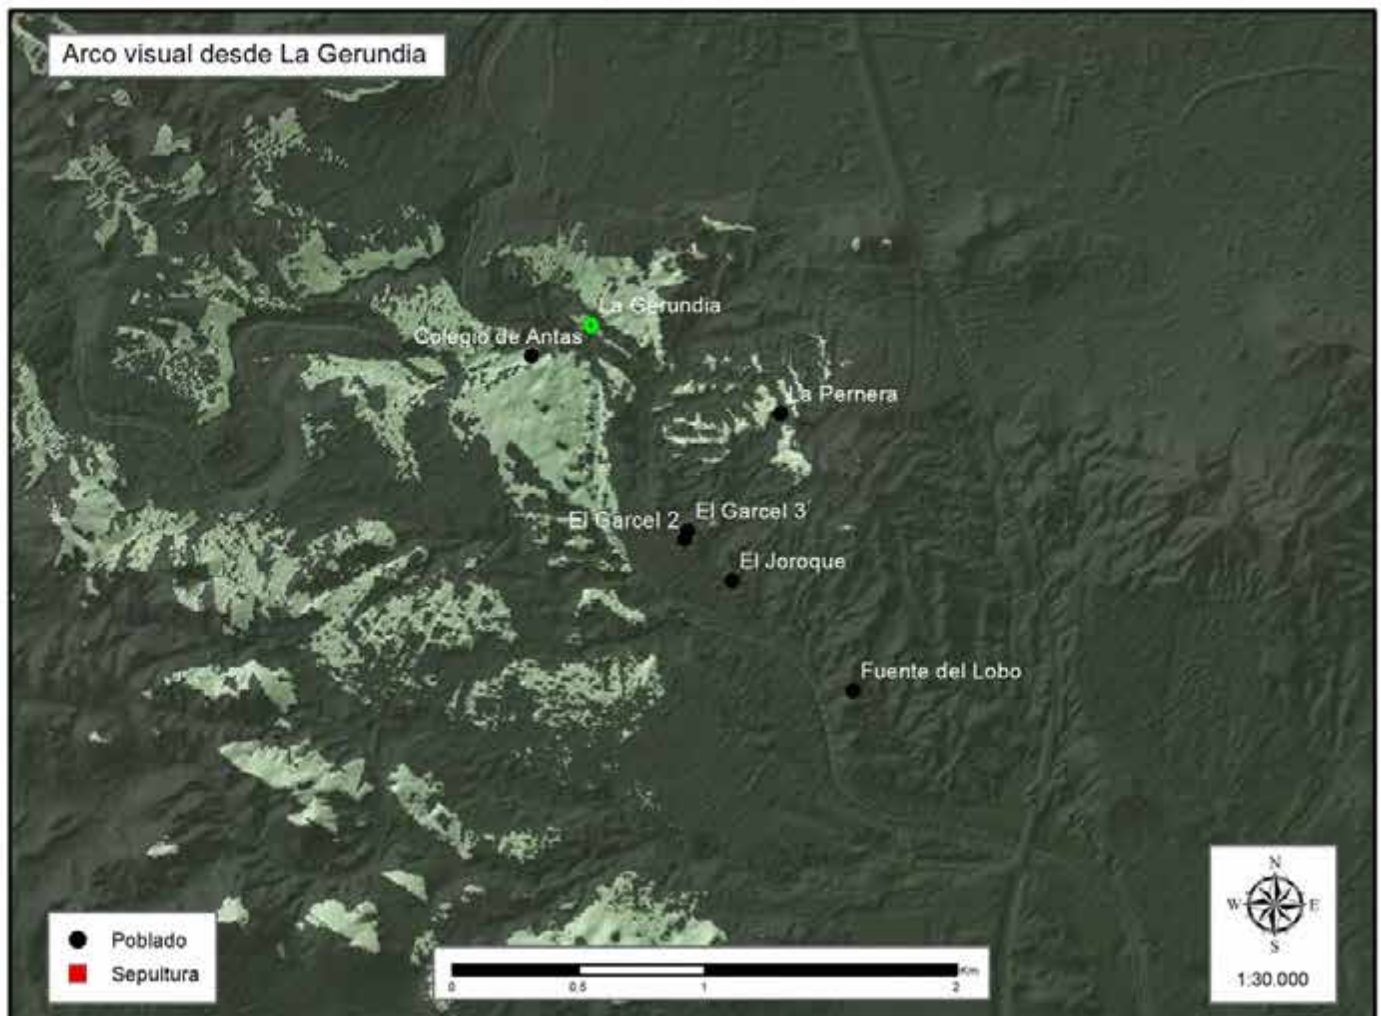 Arco visual desde La Gerundia
La Gerundia
Colegio de Antas
La Pernera
El Garcel 3
El Garcel 2
El Joroque
Fuente del Lobo
Poblado
Sepultura
0 0,5 1 2
Km
N
W E
S
1:30.000